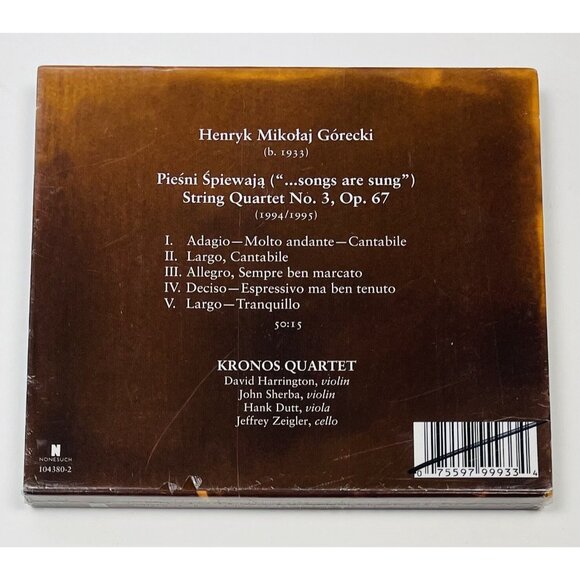 Henryk Mikołaj Górecki
(b. 1933)
Pieśni Śpiewają (“...songs are sung”)
String Quartet No. 3, Op. 67
(1994/1995)
I. Adagio—Molto andante—Cantabile
II. Largo, Cantabile
III. Allegro, Sempre ben marcato
IV. Deciso—Espressivo ma ben tenuto
V. Largo—Tranquillo
50:15
KRONOS QUARTET
David Harrington, violin
John Sherba, violin
Hank Dutt, viola
Jeffrey Zeigler, cello
N
NONESUCH
104380-2
0 75597 99933 4